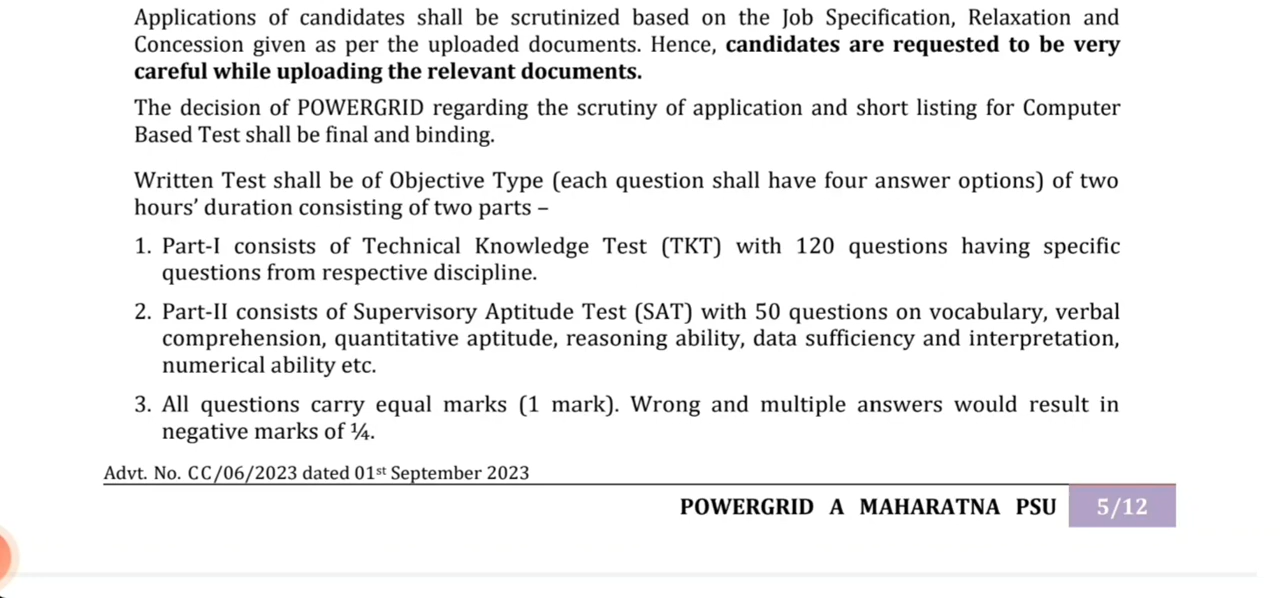 Applications of candidates shall be scrutinized based on the Job Specification, Relaxation and
Concession given as per the uploaded documents. Hence, candidates are requested to be very
careful while uploading the relevant documents.
The decision of POWERGRID regarding the scrutiny of application and short listing for Computer
Based Test shall be final and binding.
Written Test shall be of Objective Type (each question shall have four answer options) of two
hours’ duration consisting of two parts –
1. Part-I consists of Technical Knowledge Test (TKT) with 120 questions having specific
questions from respective discipline.
2. Part-II consists of Supervisory Aptitude Test (SAT) with 50 questions on vocabulary, verbal
comprehension, quantitative aptitude, reasoning ability, data sufficiency and interpretation,
numerical ability etc.
3. All questions carry equal marks (1 mark). Wrong and multiple answers would result in
negative marks of ¼.
Advt. No. CC/06/2023 dated 01st September 2023
POWERGRID A MAHARATNA PSU 5/12